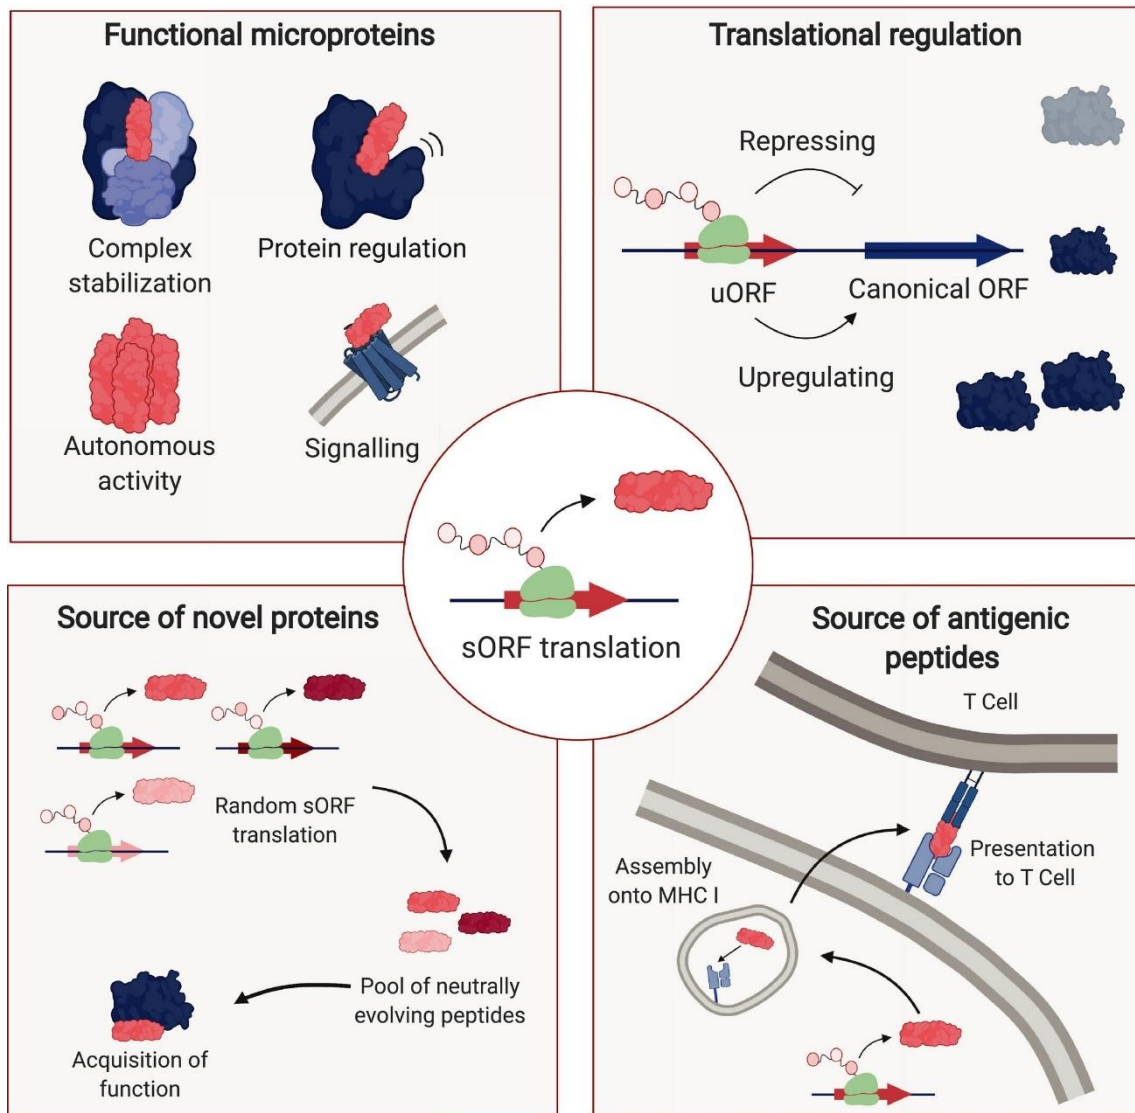 Functional microproteins
Complex
stabilization
Protein regulation
Autonomous
activity
Signalling
Translational regulation
Repressing
uORF
Canonical ORF
Upregulating
sORF translation
Source of novel proteins
Random sORF
translation
Pool of neutrally
evolving peptides
Acquisition of
function
Source of antigenic
peptides
T Cell
Assembly
onto MHC I
Presentation
to T Cell